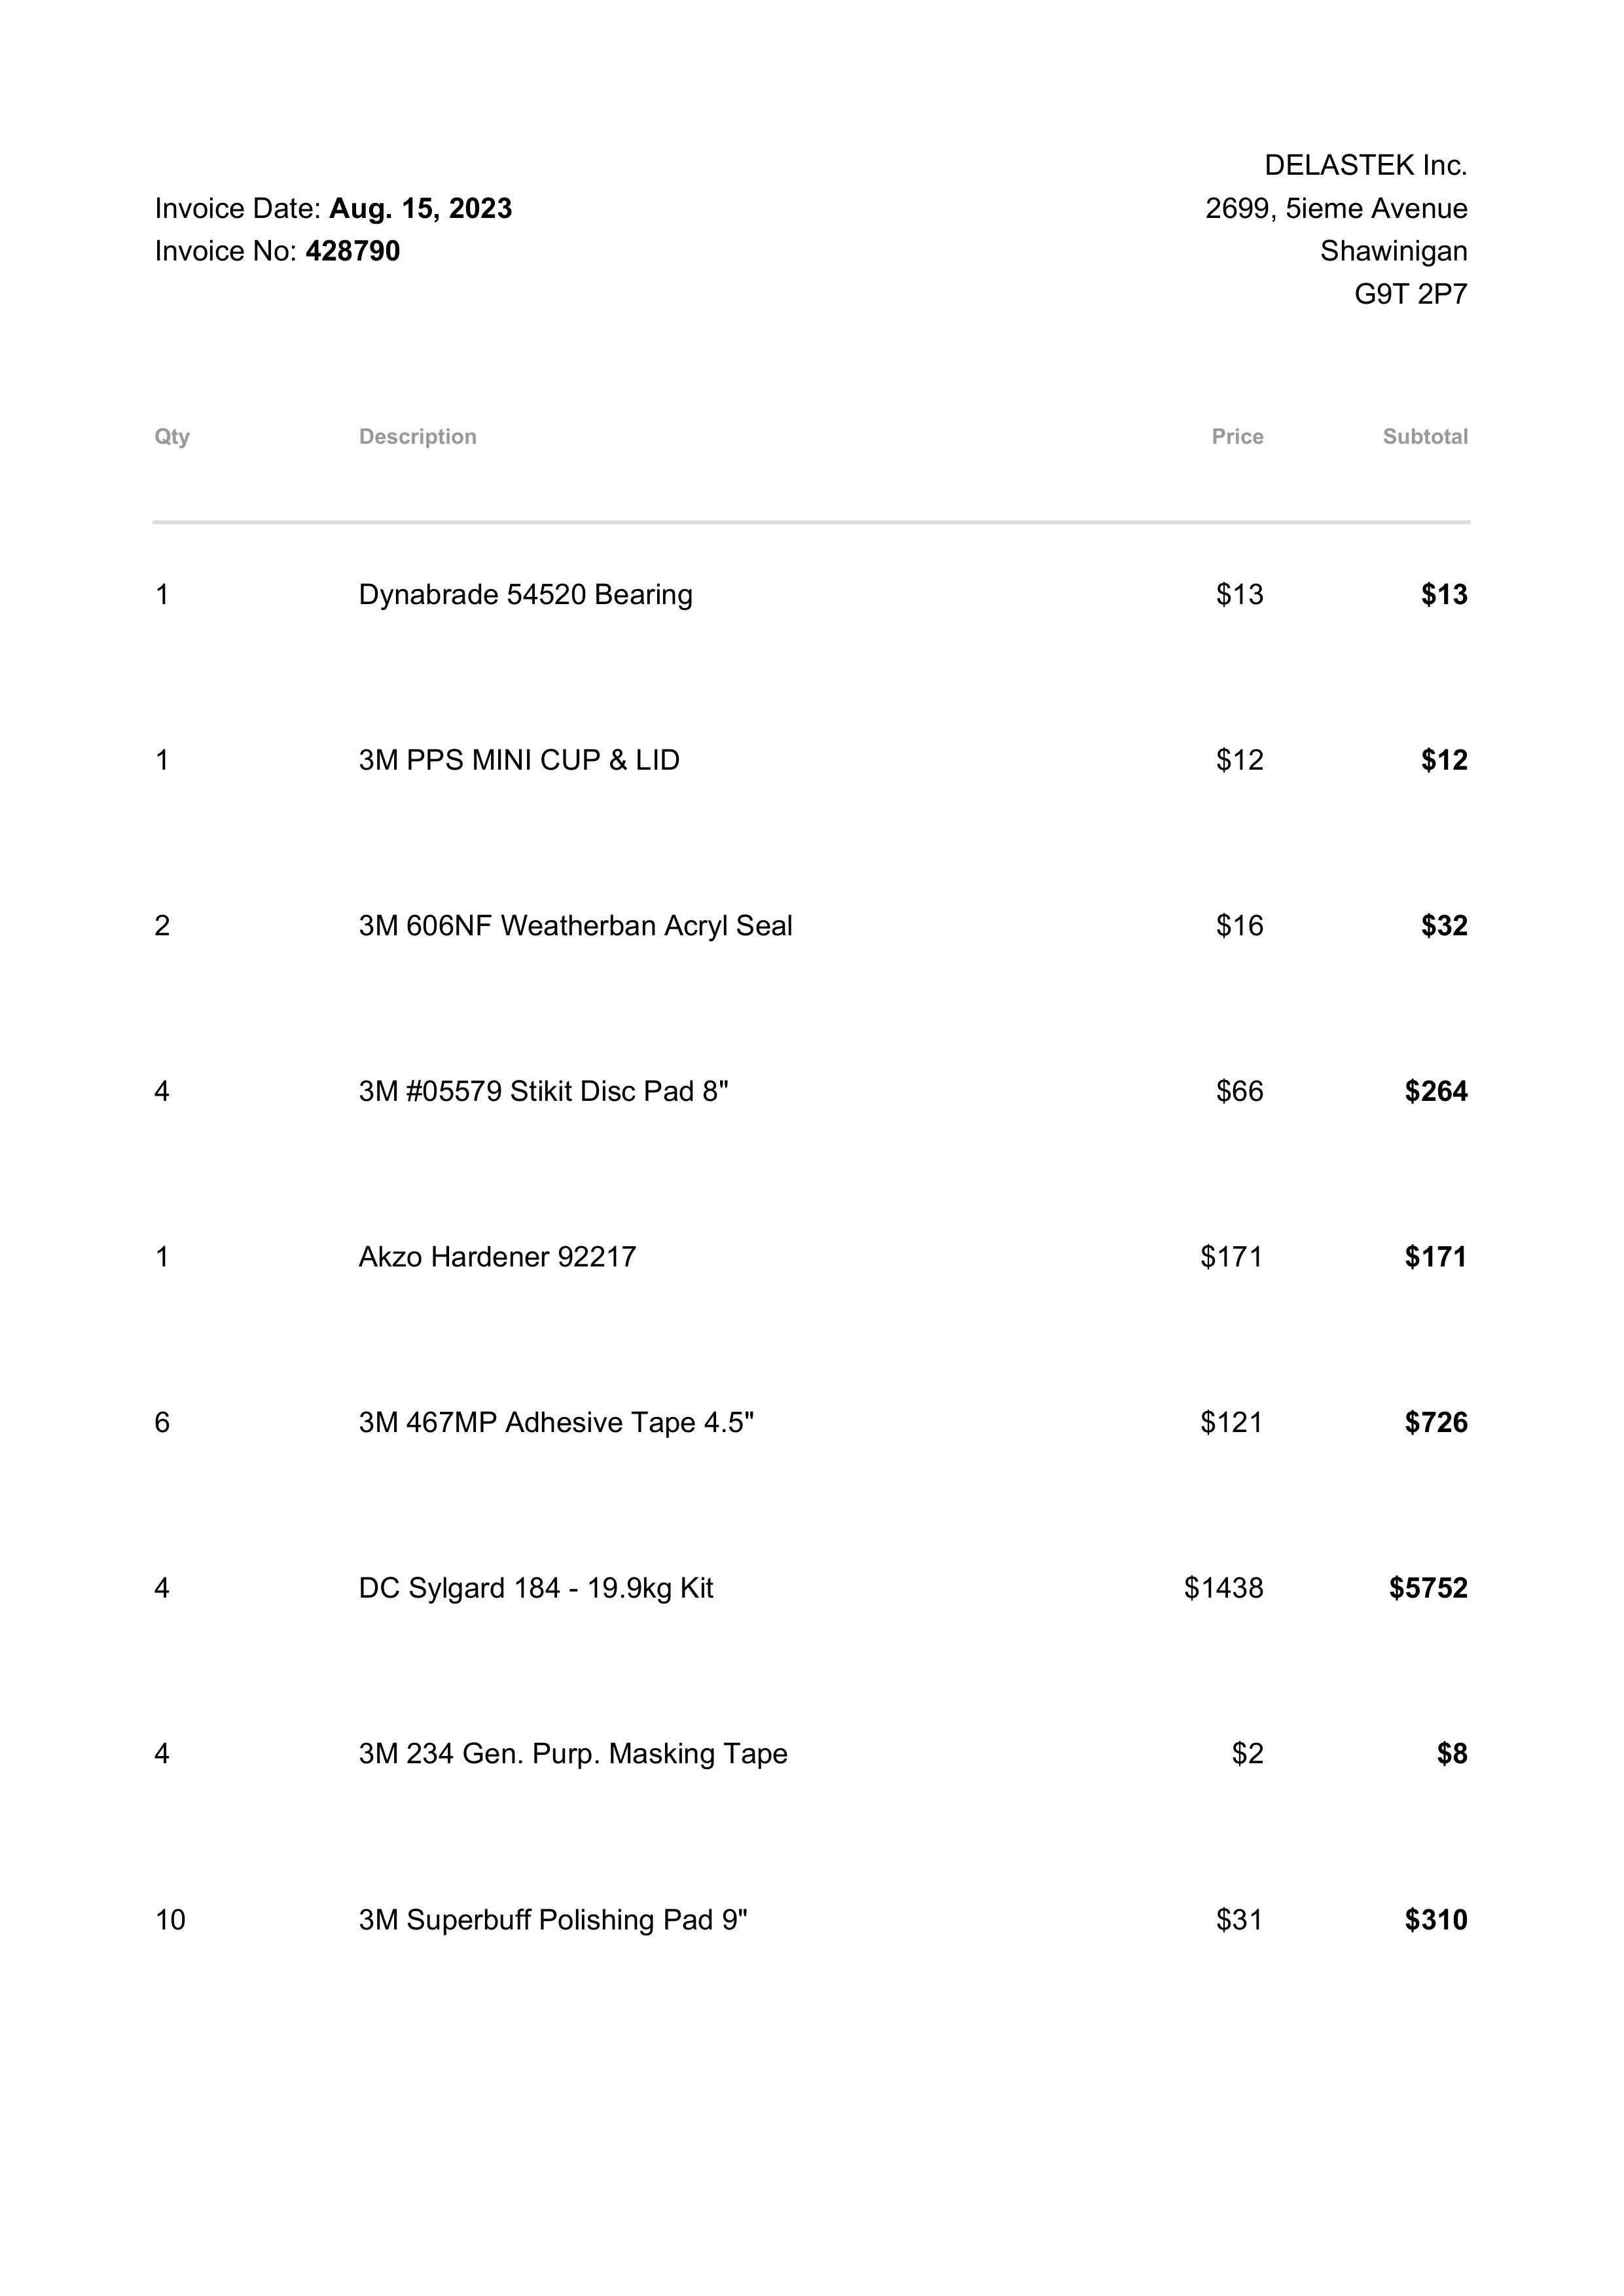 DELASTEK Inc.
Invoice Date: Aug. 15, 2023 2699, 5ieme Avenue
Invoice No: 428790 Shawinigan
G9T 2P7
Qty Description Price Subtotal
1 Dynabrade 54520 Bearing $13 $13
1 3M PPS MINI CUP & LID $12 $12
2 3M 606NF Weatherban Acryl Seal $16 $32
4 3M #05579 Stikit Disc Pad 8" $66 $264
1 Akzo Hardener 92217 $171 $171
6 3M 467MP Adhesive Tape 4.5" $121 $726
4 DC Sylgard 184 - 19.9kg Kit $1438 $5752
4 3M 234 Gen. Purp. Masking Tape $2 $8
10 3M Superbuff Polishing Pad 9" $31 $310